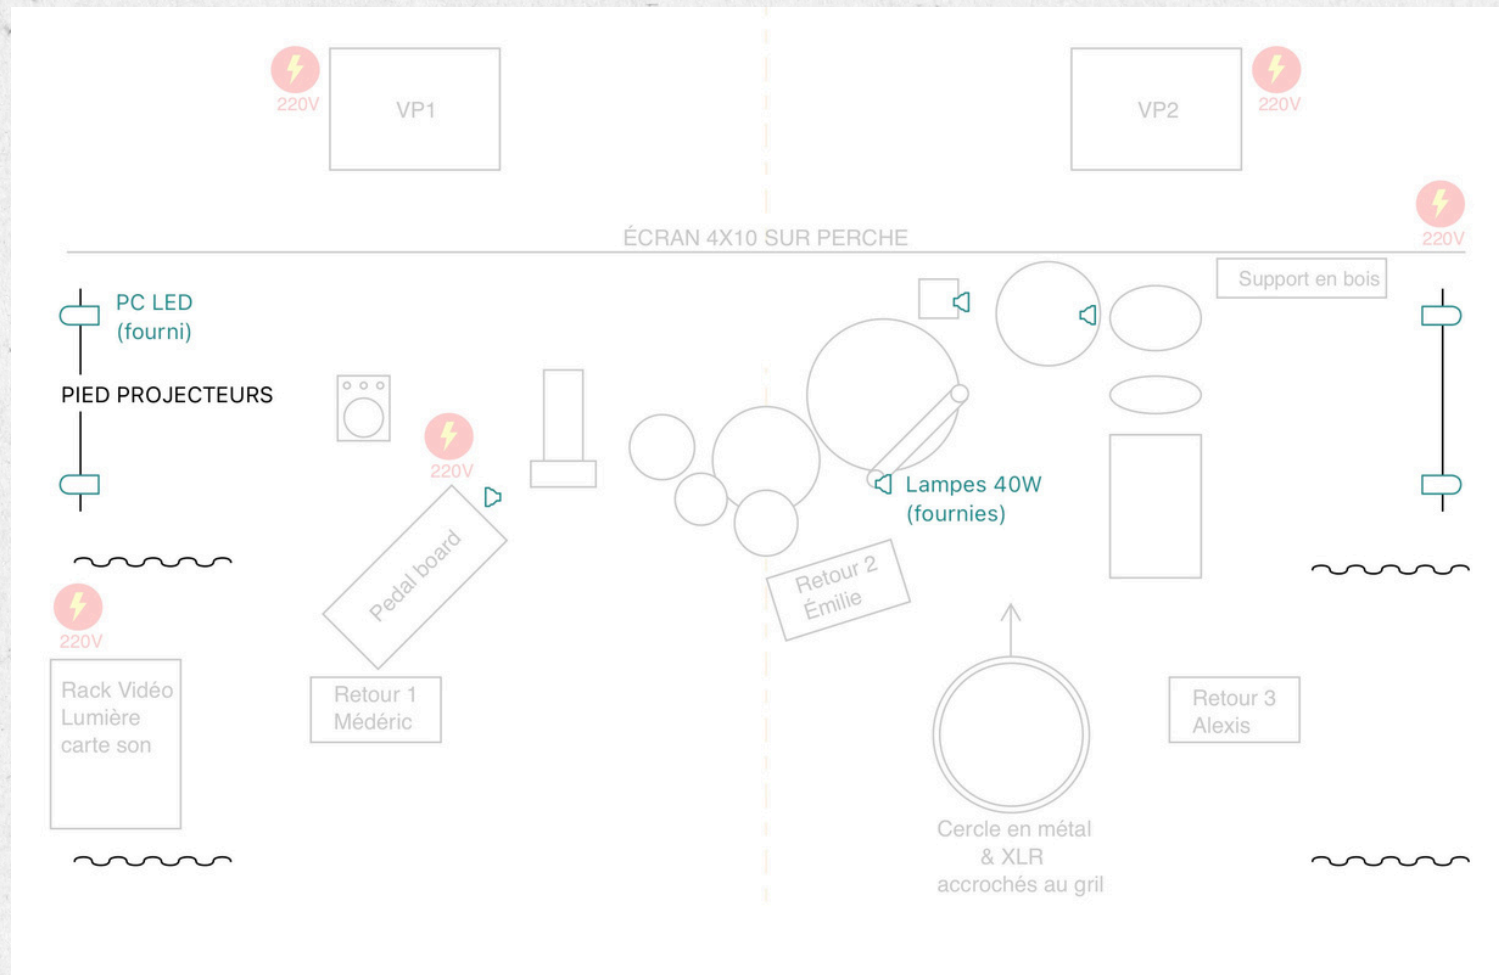 220V
VP1
VP2
220V
220V
ÉCRAN 4X10 SUR PERCHE
Support en bois
PC LED
(fourni)
PIED PROJECTEURS
220V
Lampes 40W
(fournies)
Pedal board
Retour 2
Émilie
220V
Rack Vidéo
Lumière
carte son
Retour 1
Médéric
Retour 3
Alexis
Cercle en métal
& XLR
accrochés au gril